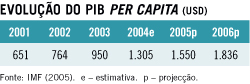 EVOLUÇÃO DO PIB PER CAPITA (USD)
2001 2002 2003 2004e 2005p 2006p
651 764 950 1.305 1.550 1.836
Fonte: IMF (2005). e – estimativa. p – projecção.